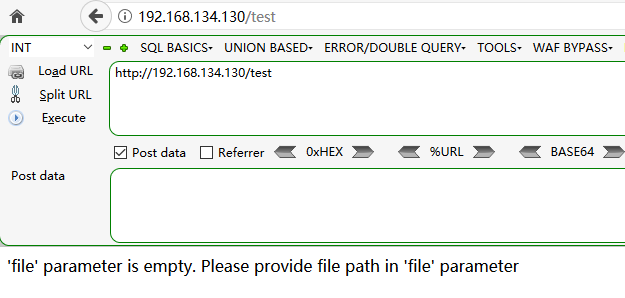 192.168.134.130/test
INT SQL BASICS UNION BASED ERROR/DOUBLE QUERY TOOLS WAF BYPASS
Load URL
http://192.168.134.130/test
Split URL
Execute
Post data Referrer 0xHEX %URL BASE64
Post data
'file' parameter is empty. Please provide file path in 'file' parameter